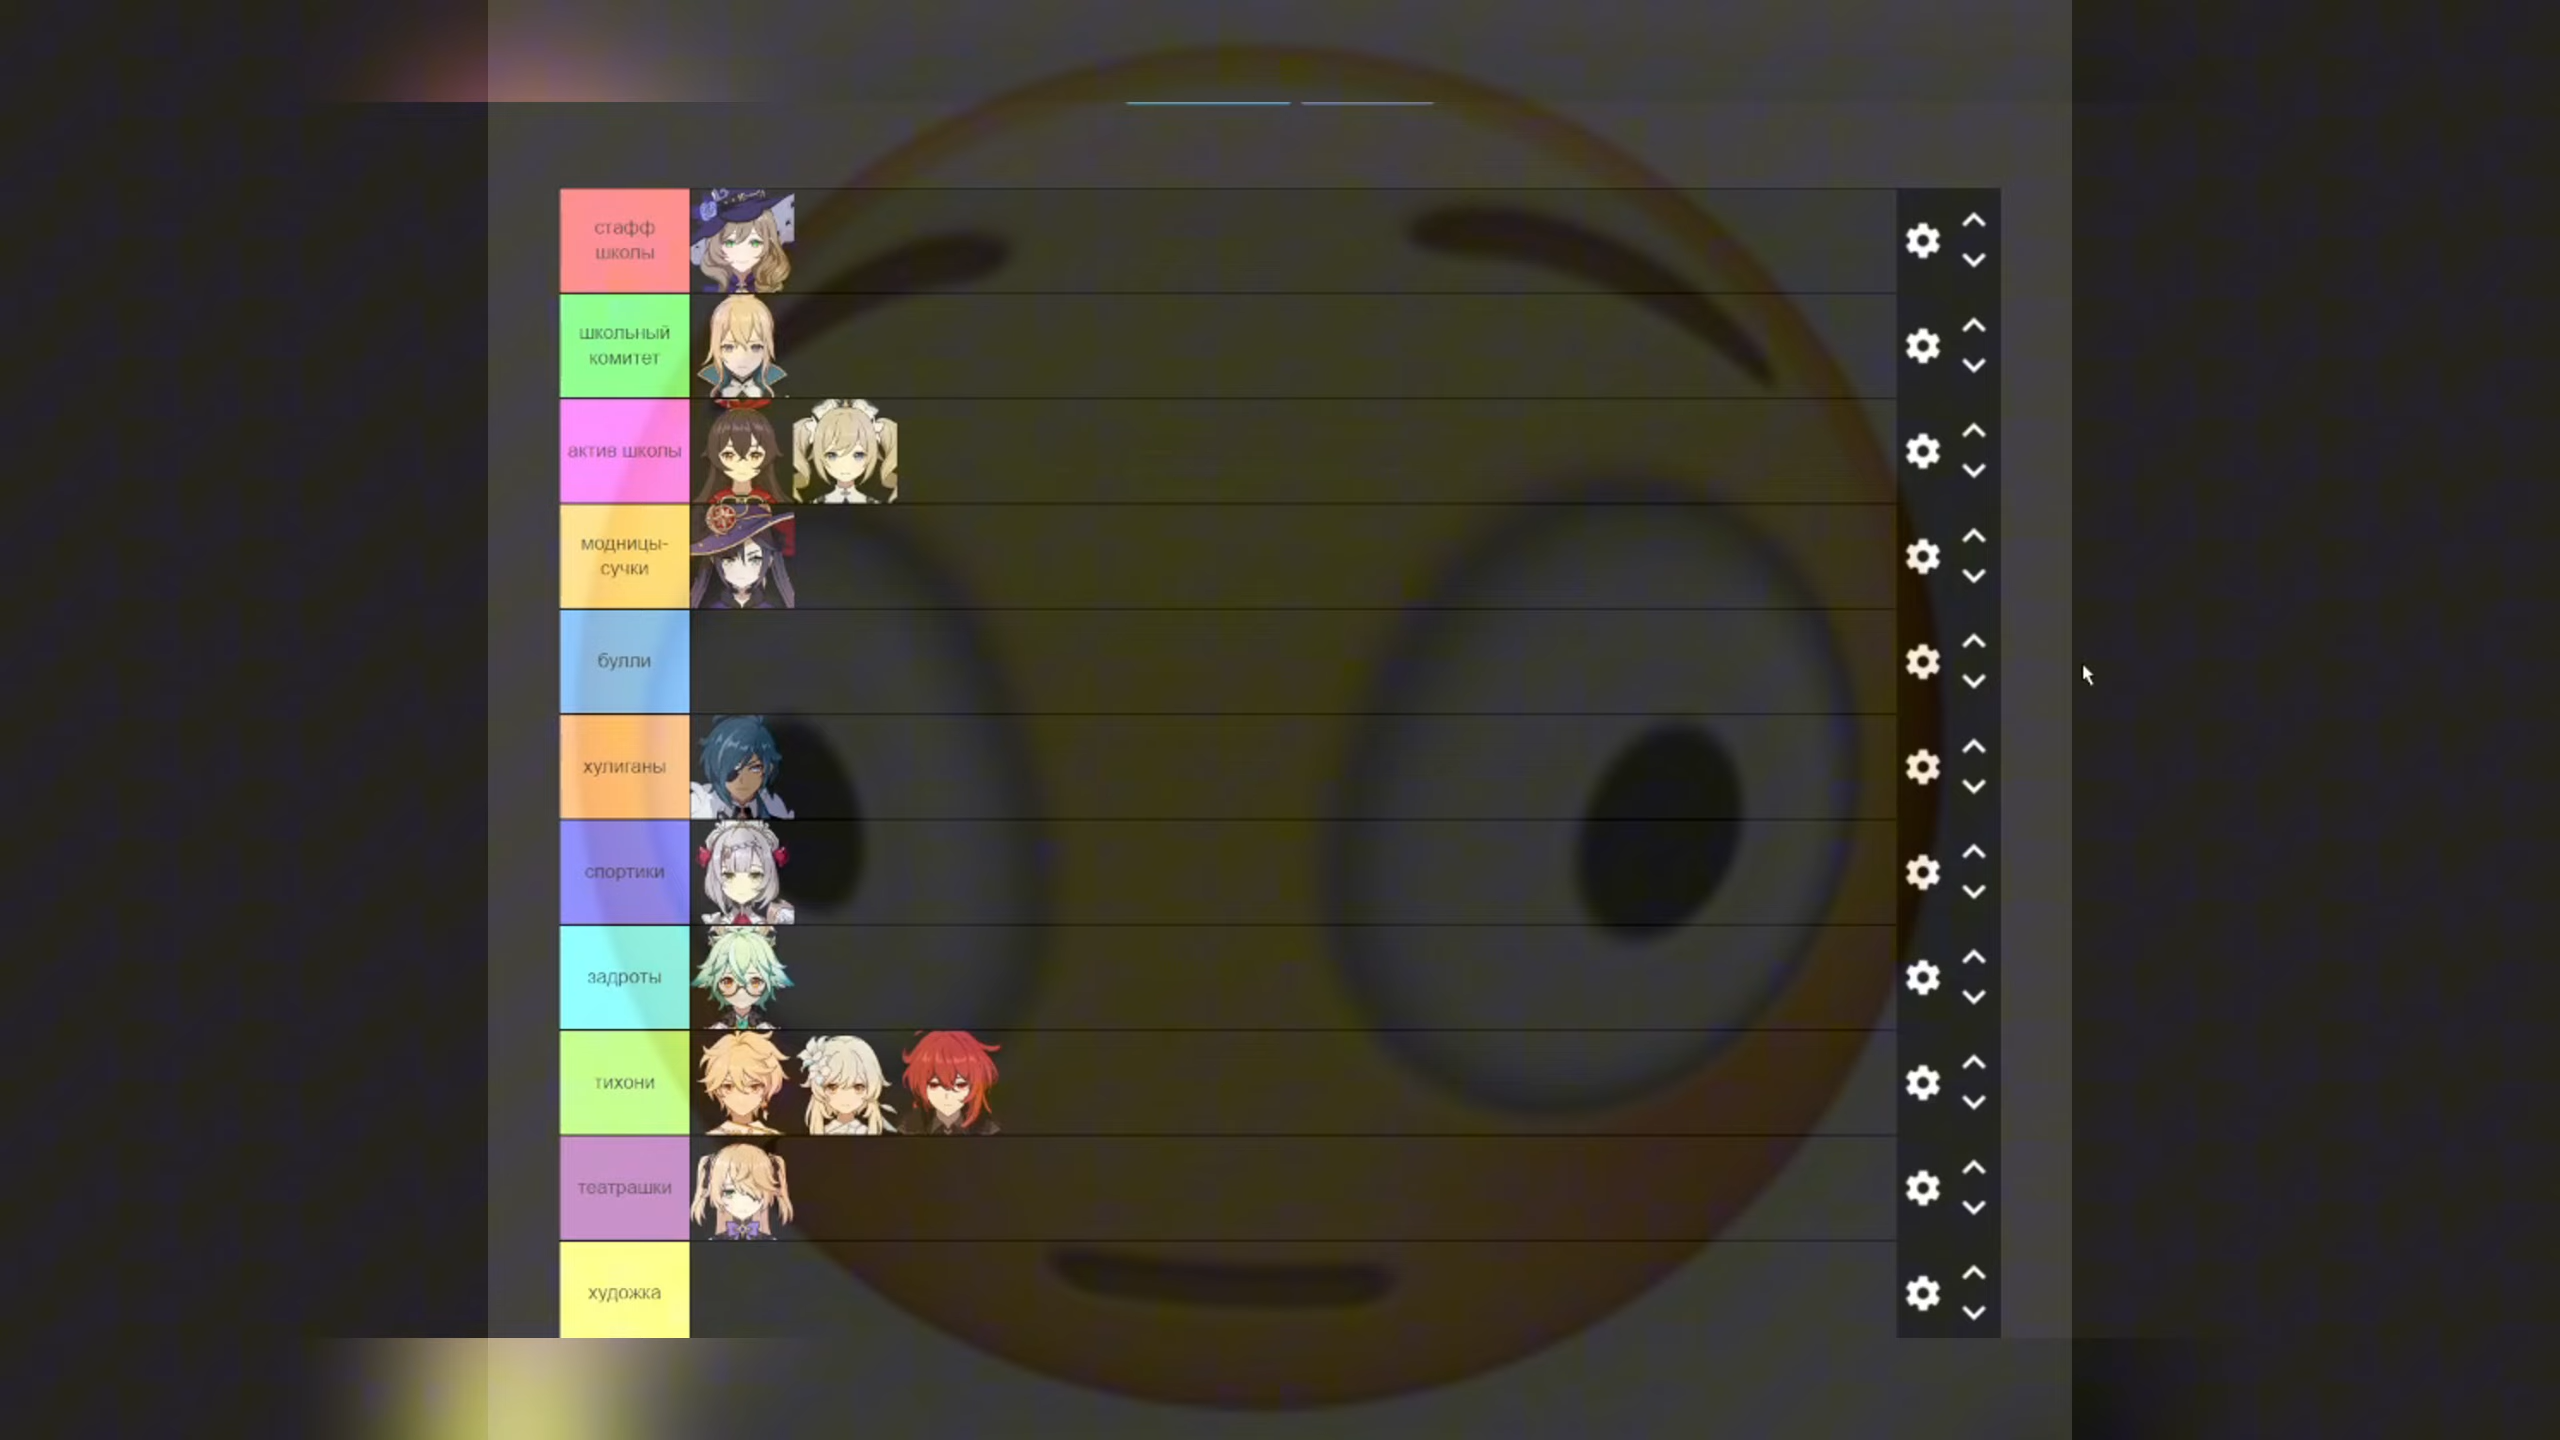 стафф
школы
школьный
комитет
актив школы
модницы-
сучки
булли
хулиганы
спортики
задроты
тихони
театрашки
художка